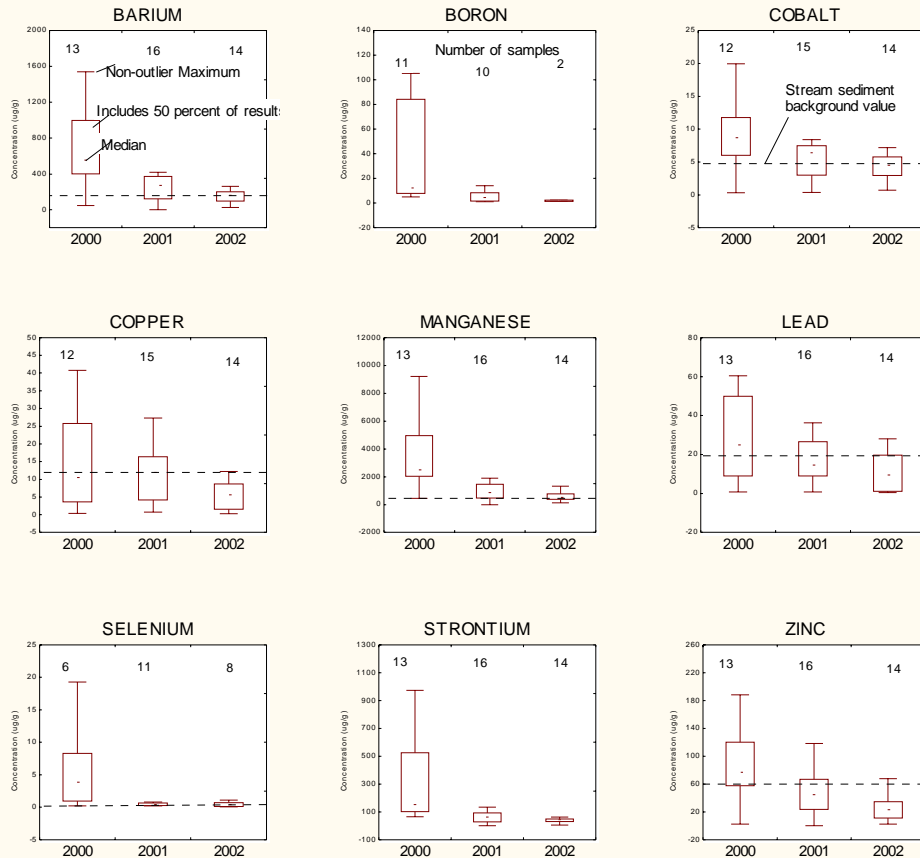 BARIUM
Concentration (ug/g)
2000
1600
1200
800
400
0
13 16 14
Non-outlier Maximum
Includes 50 percent of results
Median
2000 2001 2002
BORON
Concentration (ug/g)
140
120
100
80
60
40
20
0
-20
Number of samples
11 10 2
2000 2001 2002
COBALT
Concentration (ug/g)
25
20
15
10
5
0
-5
12 15 14
Stream sediment
background value
2000 2001 2002
COPPER
Concentration (ug/g)
50
45
40
35
30
25
20
15
10
5
0
-5
12 15 14
2000 2001 2002
MANGANESE
Concentration (ug/g)
12000
10000
8000
6000
4000
2000
0
-2000
13 16 14
2000 2001 2002
LEAD
Concentration (ug/g)
80
60
40
20
0
-20
13 16 14
2000 2001 2002
SELENIUM
Concentration (ug/g)
25
20
15
10
5
0
-5
6 11 8
2000 2001 2002
STRONTIUM
Concentration (ug/g)
1300
1100
900
700
500
300
100
-100
13 16 14
2000 2001 2002
ZINC
Concentration (ug/g)
260
220
180
140
100
60
20
-20
13 16 14
2000 2001 2002